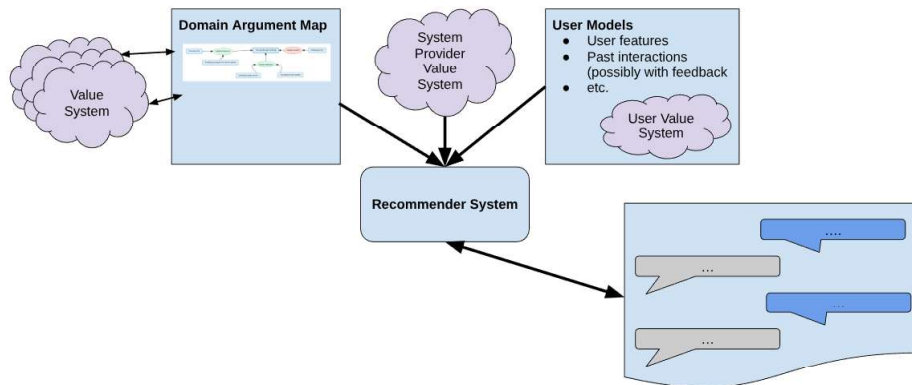 Value
System
Domain Argument Map
System
Provider
Value
System
User Models
● User features
● Past interactions
(possibly with feedback
● etc.
User Value
System
Recommender System
....
...
...
...